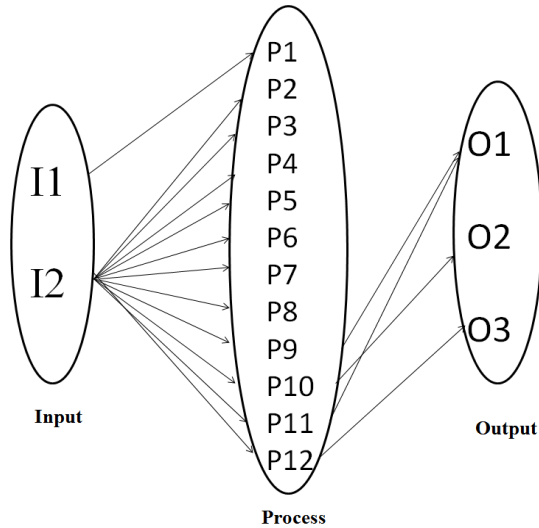 I1
I2
Input
P1
P2
P3
P4
P5
P6
P7
P8
P9
P10
P11
P12
Process
O1
O2
O3
Output